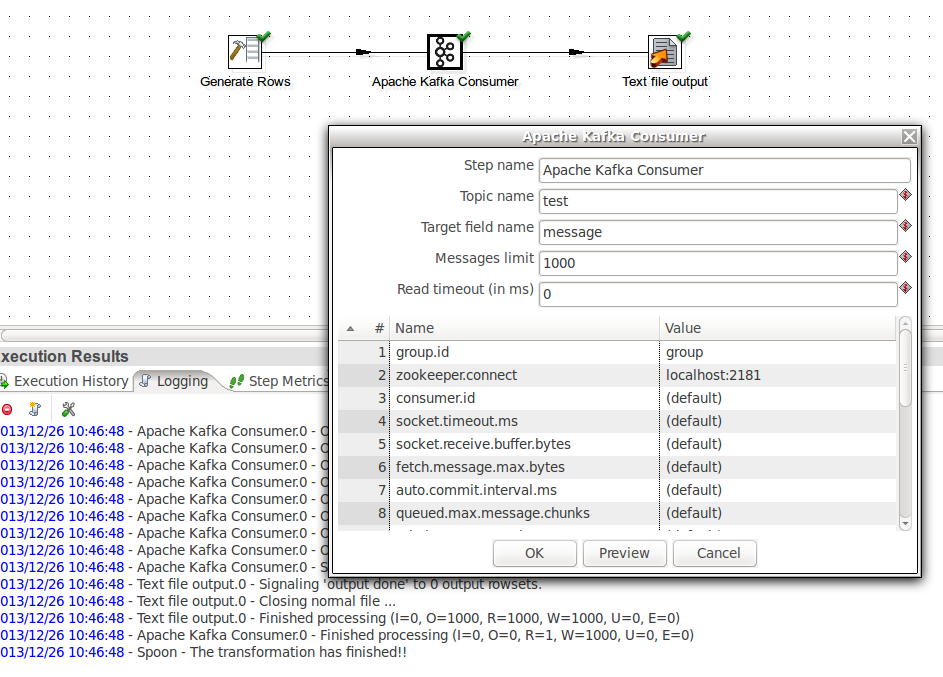 Generate Rows
Apache Kafka Consumer
Text file output
Apache Kafka Consumer
Step name Apache Kafka Consumer
Topic name test
Target field name message
Messages limit 1000
Read timeout (in ms) 0
# Name Value
1 group.id group
2 zookeeper.connect localhost:2181
3 consumer.id (default)
4 socket.timeout.ms (default)
5 socket.receive.buffer.bytes (default)
6 fetch.message.max.bytes (default)
7 auto.commit.interval.ms (default)
8 queued.max.message.chunks (default)
OK Preview Cancel
xecution Results
Execution History Logging Step Metrics
013/12/26 10:46:48 - Apache Kafka Consumer.0 -
013/12/26 10:46:48 - Apache Kafka Consumer.0 -
013/12/26 10:46:48 - Apache Kafka Consumer.0 -
013/12/26 10:46:48 - Apache Kafka Consumer.0 -
013/12/26 10:46:48 - Apache Kafka Consumer.0 -
013/12/26 10:46:48 - Apache Kafka Consumer.0 -
013/12/26 10:46:48 - Apache Kafka Consumer.0 -
013/12/26 10:46:48 - Apache Kafka Consumer.0 -
013/12/26 10:46:48 - Apache Kafka Consumer.0 - S
013/12/26 10:46:48 - Text file output.0 - Signaling 'output done' to 0 output rowsets.
013/12/26 10:46:48 - Text file output.0 - Closing normal file ...
013/12/26 10:46:48 - Text file output.0 - Finished processing (I=0, O=1000, R=1000, W=1000, U=0, E=0)
013/12/26 10:46:48 - Apache Kafka Consumer.0 - Finished processing (I=0, O=0, R=1, W=1000, U=0, E=0)
013/12/26 10:46:48 - Spoon - The transformation has finished!!